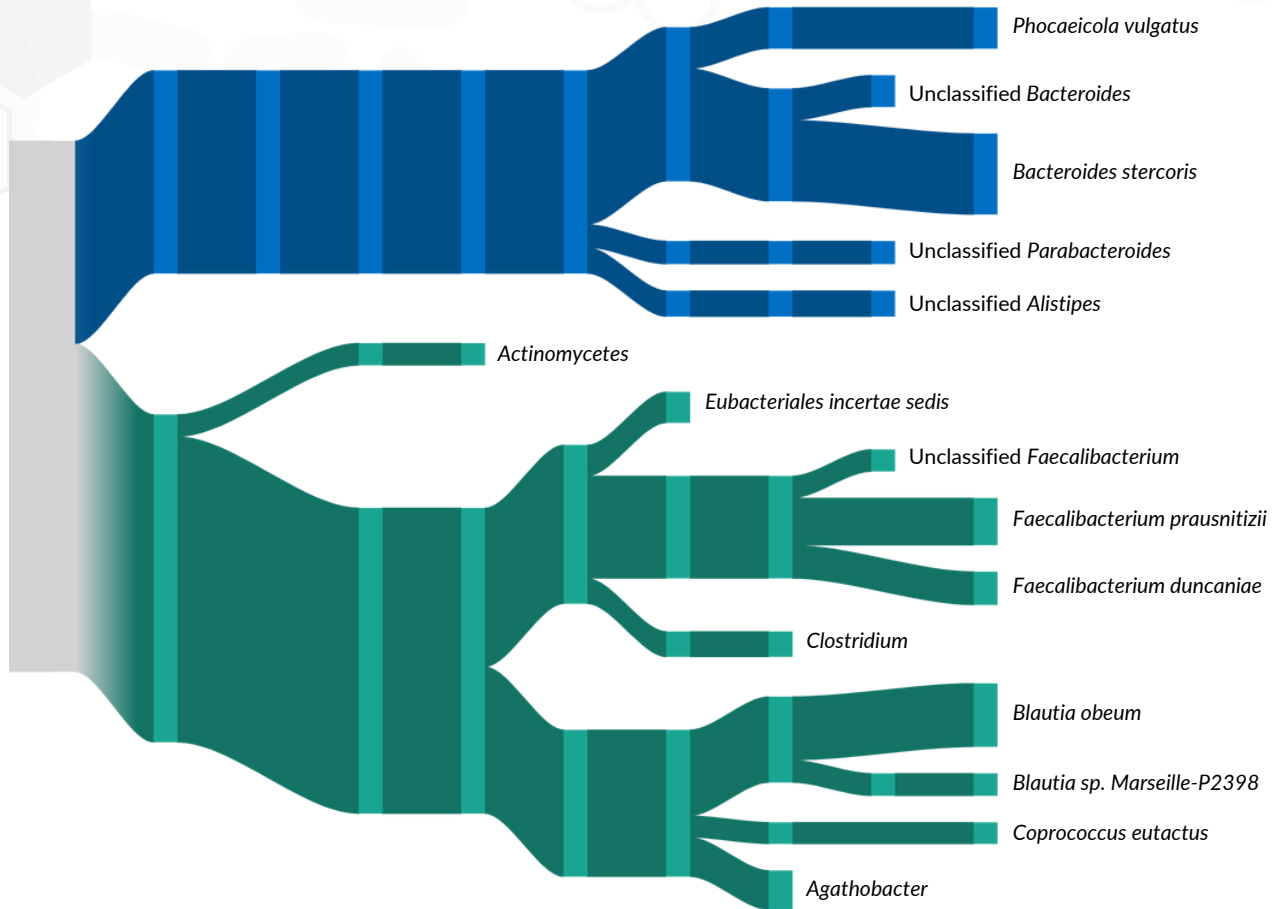 Phocaeicola vulgatus
Unclassified Bacteroides
Bacteroides stercoris
Unclassified Parabacteroides
Unclassified Alistipes
Actinomycetes
Eubacteriales incertae sedis
Unclassified Faecalibacterium
Faecalibacterium prausnitizii
Faecalibacterium duncaniae
Clostridium
Blautia obeum
Blautia sp. Marseille-P2398
Coprococcus eutactus
Agathobacter